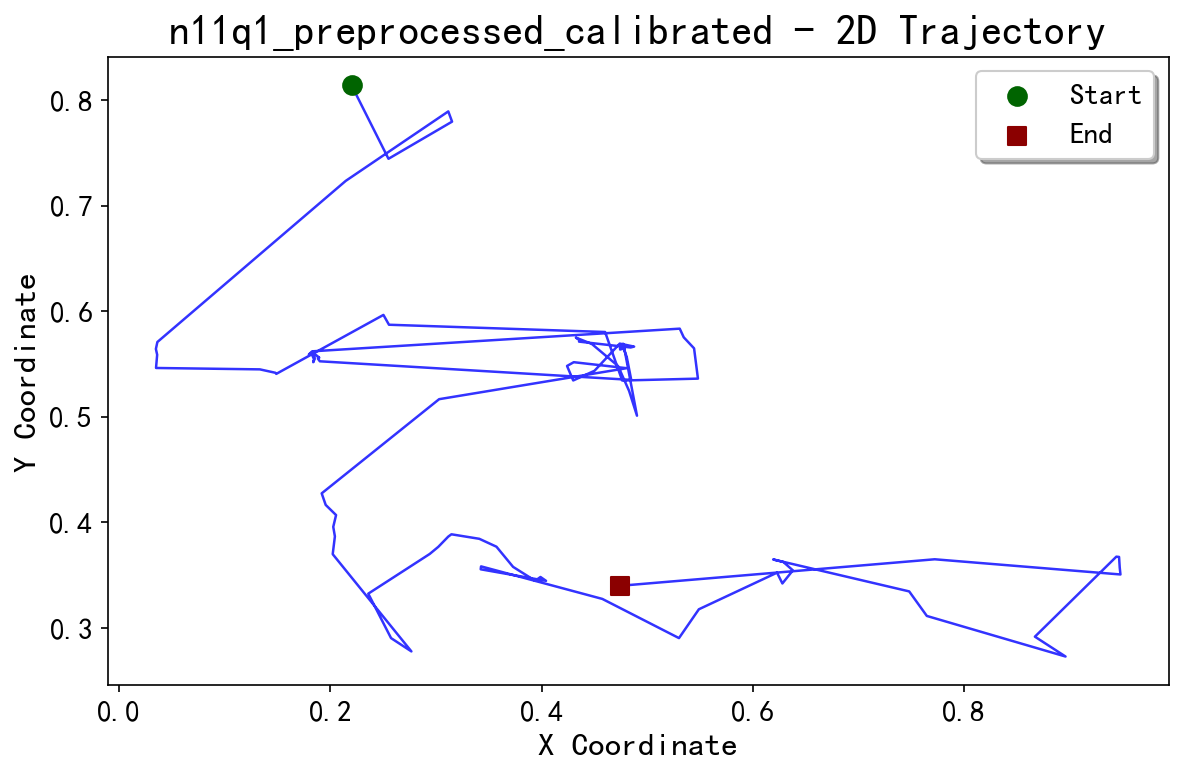 n11q1_preprocessed_calibrated - 2D Trajectory
Start
End
Y Coordinate
0.8
0.7
0.6
0.5
0.4
0.3
0.0 0.2 0.4 0.6 0.8
X Coordinate